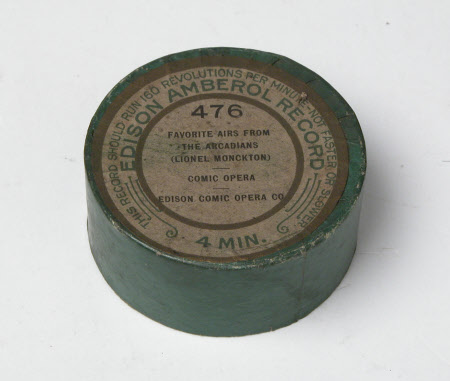 THIS RECORD SHOULD RUN 160 REVOLUTIONS PER MINUTE-NOT FASTER OR SLOWER
EDISON AMBEROL RECORD
476
FAVORITE AIRS FROM
THE ARCADIANS
(LIONEL MONCKTON)
COMIC OPERA
EDISON COMIC OPERA CO.
4 MIN.